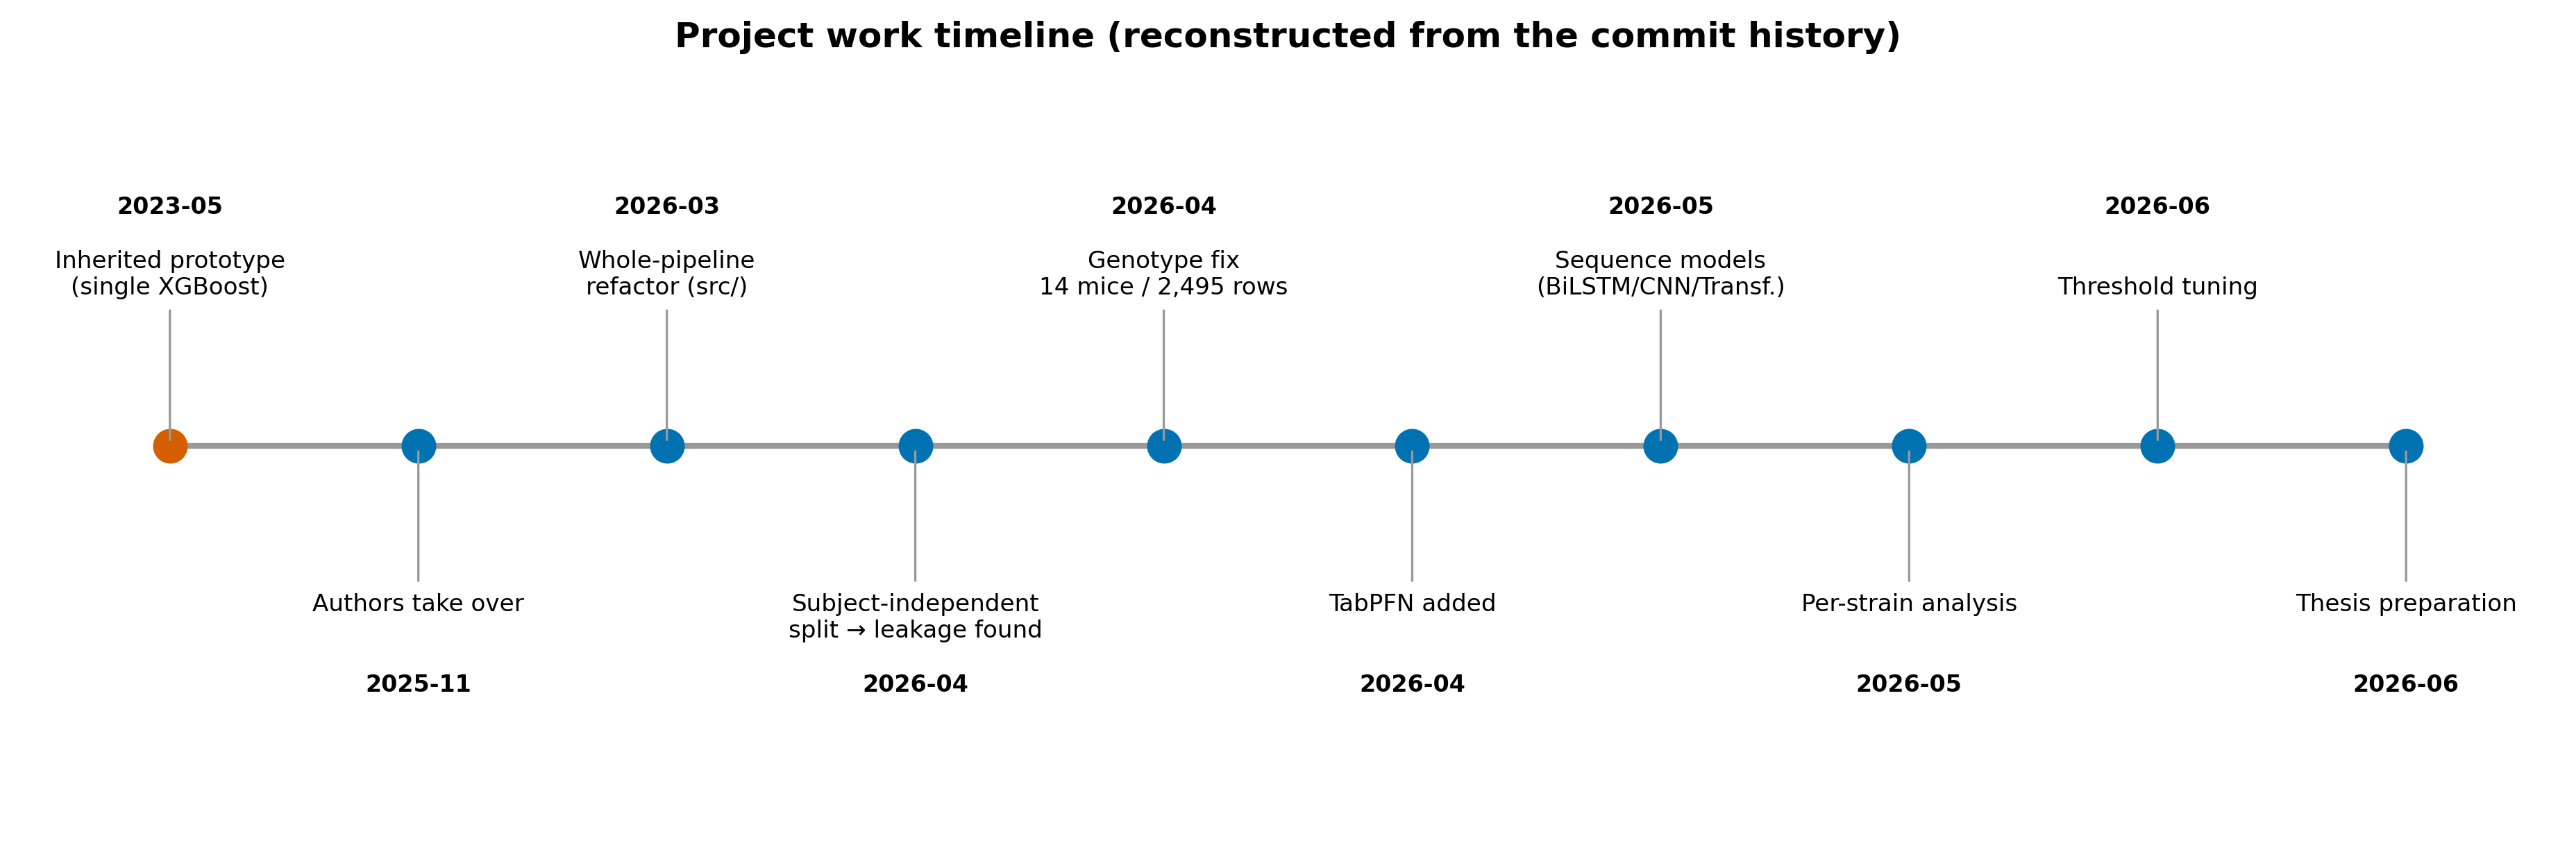 Project work timeline (reconstructed from the commit history)
2023-05
Inherited prototype
(single XGBoost)
2025-11
Authors take over
2026-03
Whole-pipeline
refactor (src/)
Subject-independent
split → leakage found
2026-04
2026-04
Genotype fix
14 mice / 2,495 rows
TabPFN added
2026-04
2026-05
Sequence models
(BiLSTM/CNN/Transf.)
Per-strain analysis
2026-05
2026-06
Threshold tuning
Thesis preparation
2026-06